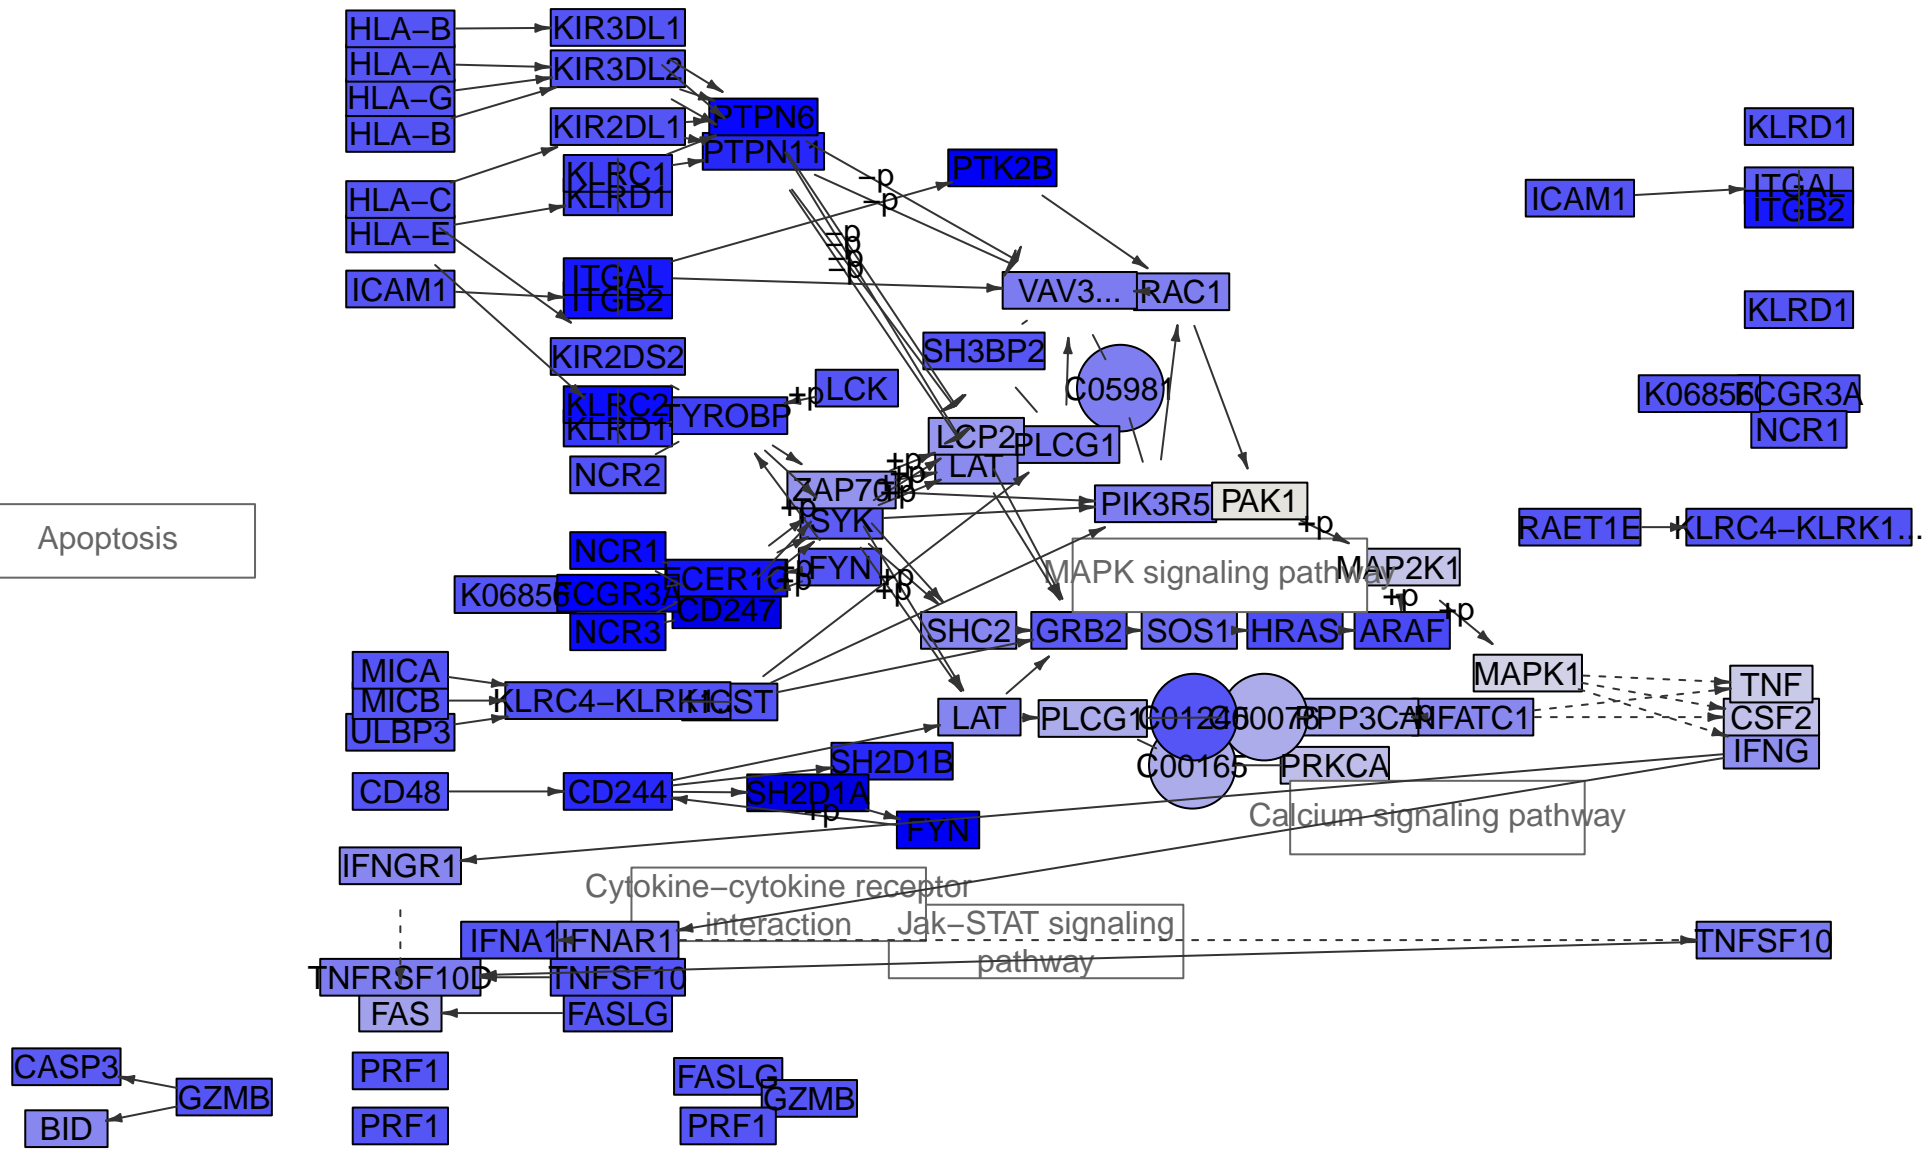 HLA−B
KIR3DL1
HLA−A
KIR3DL2
HLA−G
HLA−B
KIR2DL1
PTPN6
PTPN11
KLRD1
KLRC1
KLRD1
PTK2B
−p
−p
HLA−C
HLA−E
ICAM1
ITGAL
ITGB2
−p
−p
−p
−p
ICAM1
ITGAL
ITGB2
VAV3...
RAC1
KLRD1
KIR2DS2
SH3BP2
C05981
LCK
+p
KLRC2
KLRD1
TYROBP
K06856
FCGR3A
NCR1
LCP2
LAT
PLCG1
NCR2
ZAP70
SYK
FYN
+p
+p
+p
+p
PIK3R5
PAK1
+p
RAET1E
KLRC4−KLRK1...
Apoptosis
NCR1
K06856
FCGR3A
NCR3
FCER1G
CD247
+p
+p
+p
+p
MAPK signaling pathway
MAP2K1
+p
+p
SHC2
GRB2
SOS1
HRAS
ARAF
MICA
MICB
ULBP3
KLRC4−KLRK1...
HCST
MAPK1
TNF
CSF2
IFNG
LAT
PLCG1
C01245
C00076
PPP3CA
NFATC1
C00165
PRKCA
SH2D1B
CD48
CD244
SH2D1A
+p
FYN
Calcium signaling pathway
IFNGR1
Cytokine−cytokine receptor
interaction
Jak−STAT signaling
pathway
IFNA1
IFNAR1
TNFSF10
TNFRSF10D
TNFSF10
FAS
FASLG
CASP3
GZMB
BID
PRF1
PRF1
FASLG
GZMB
PRF1